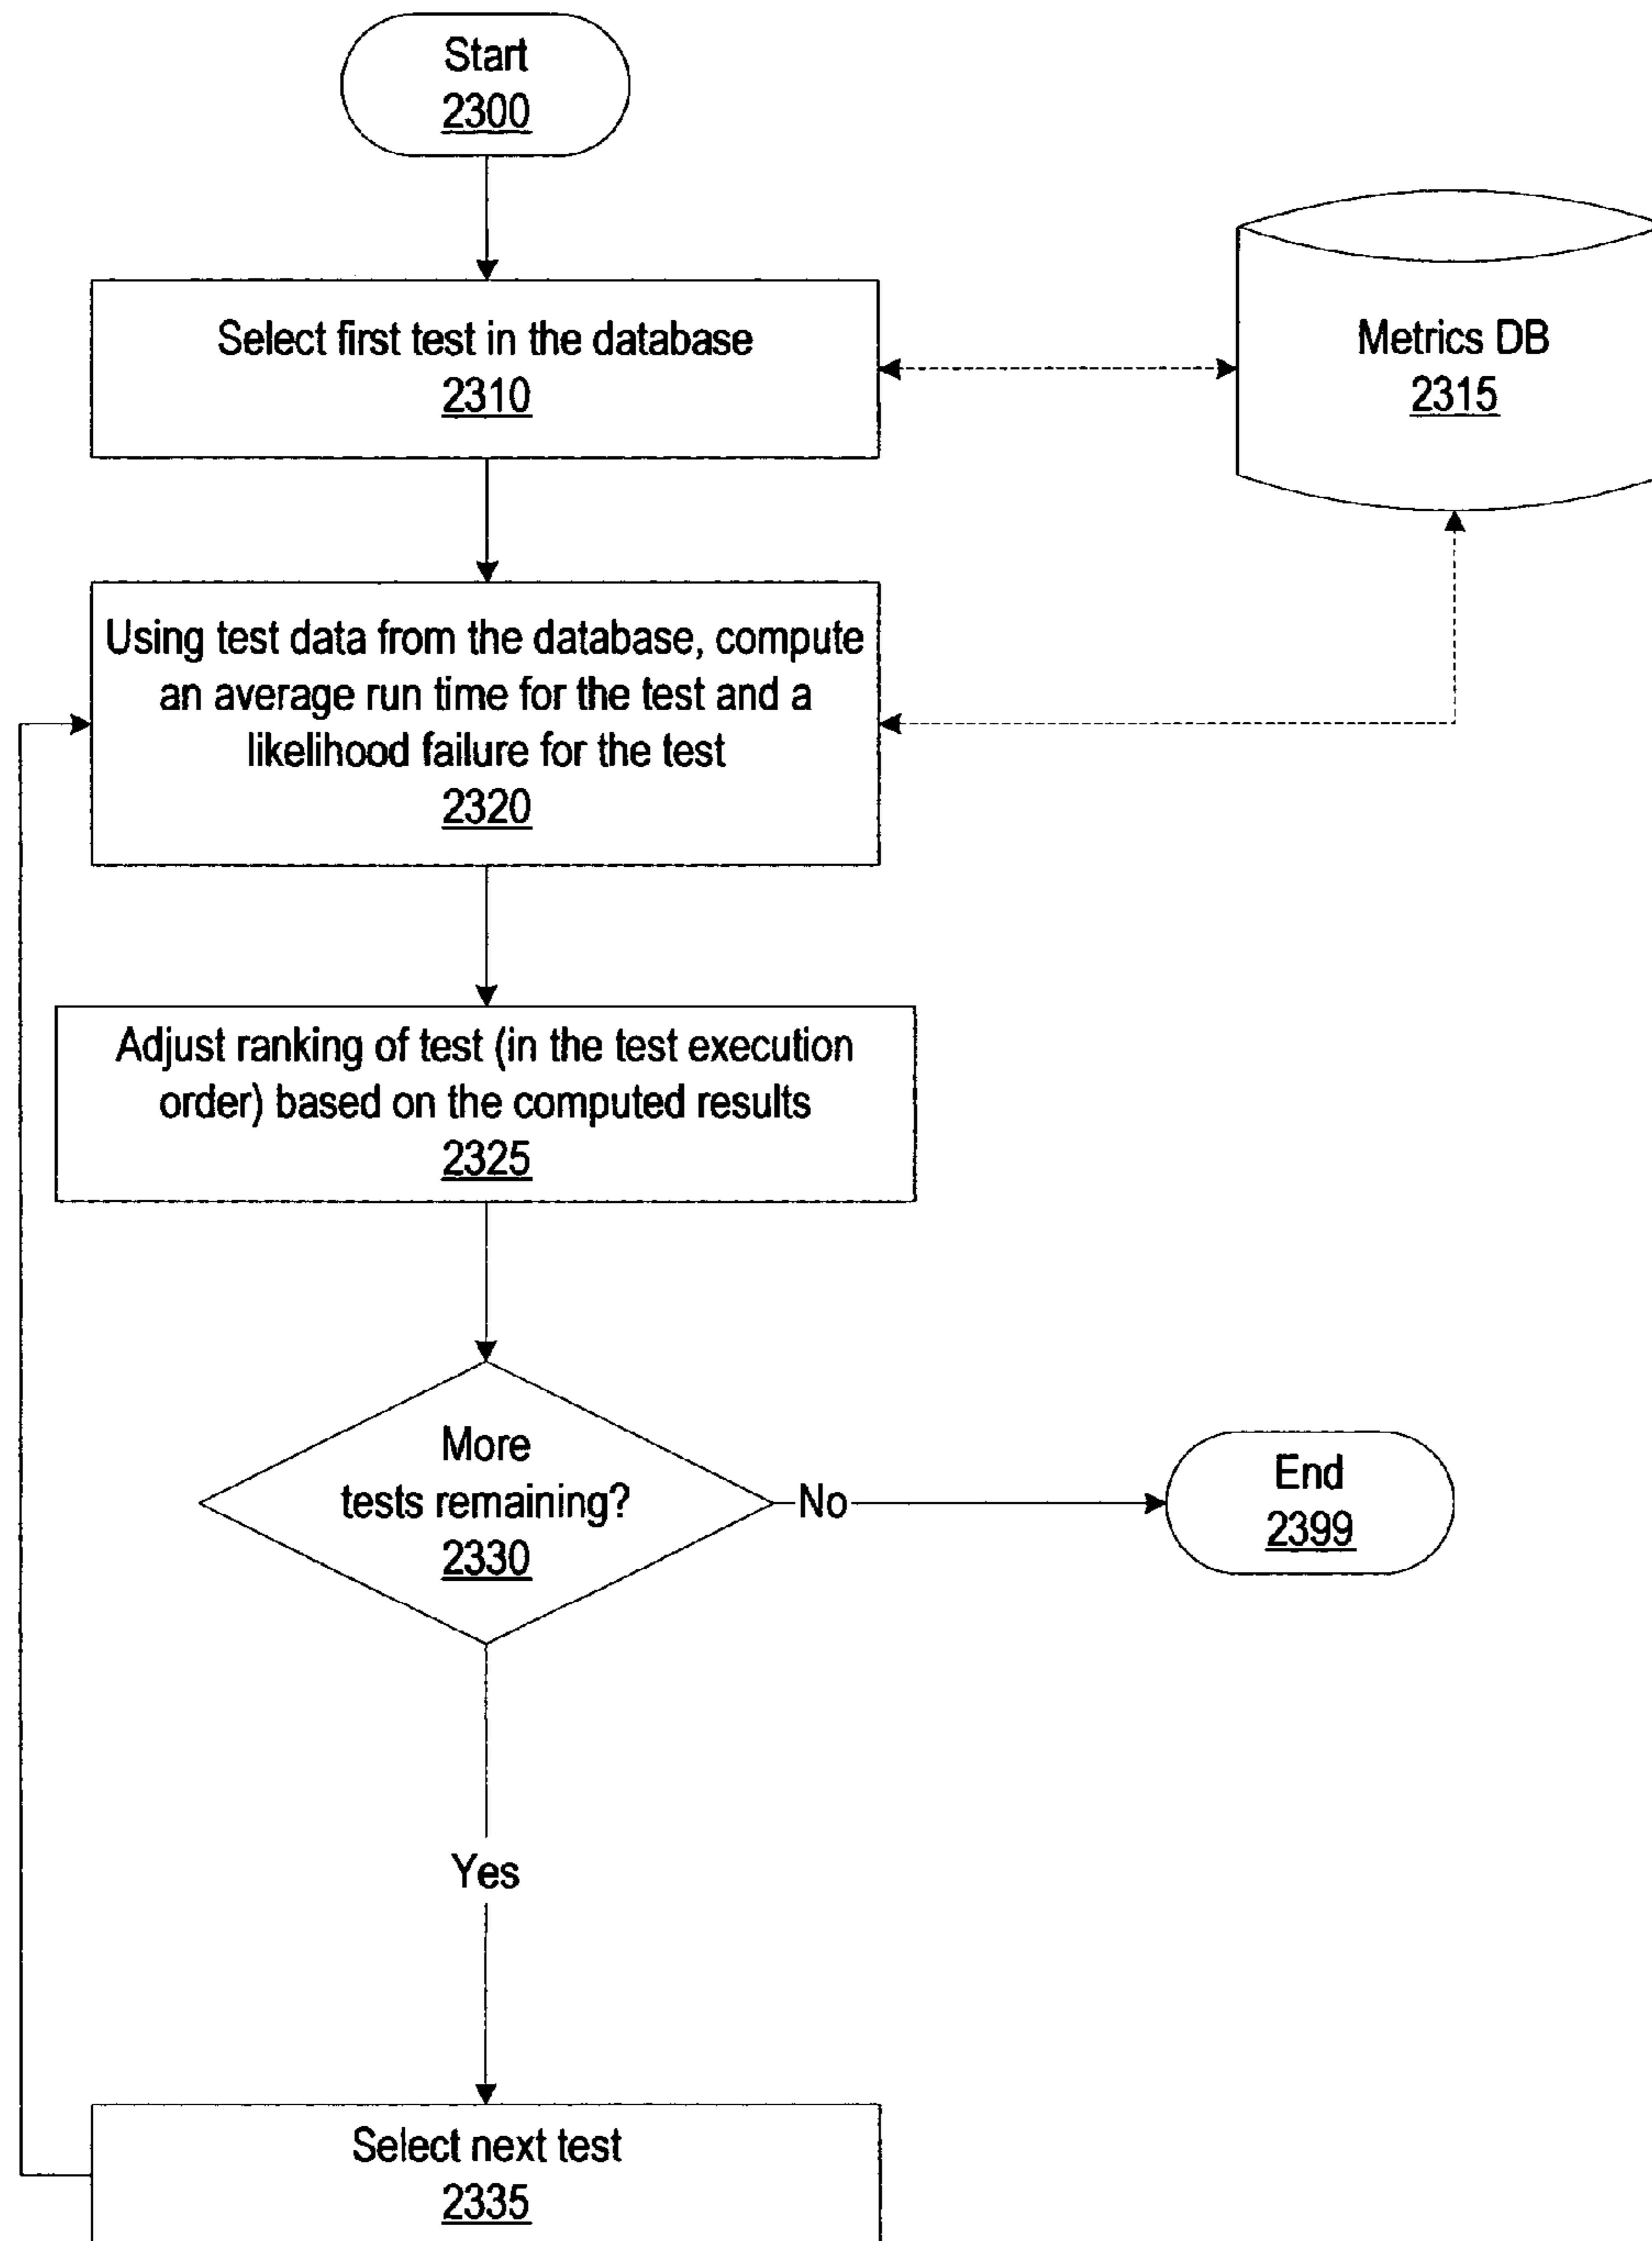 Start
2300
Select first test in the database
2310
Metrics DB
2315
Using test data from the database, compute
an average run time for the test and a
likelihood failure for the test
2320
Adjust ranking of test (in the test execution
order) based on the computed results
2325
More
tests remaining?
2330
No
End
2399
Yes
Select next test
2335